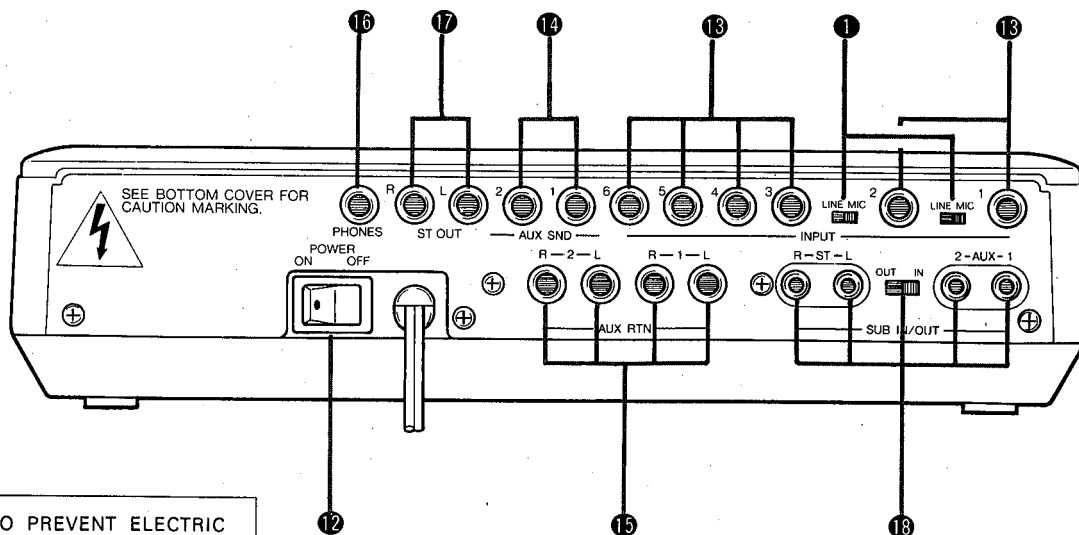 16 17 14 13 1 13
SEE BOTTOM COVER FOR
CAUTION MARKING.
R L 2 1 6 5 4 3 2 1
LINE MIC LINE MIC
PHONES ST OUT AUX SND INPUT
POWER
ON OFF
R-2-L R-1-L R-ST-L OUT IN 2-AUX-1
AUX RTN SUB IN/OUT
12 15 18
O PREVENT ELECTRIC